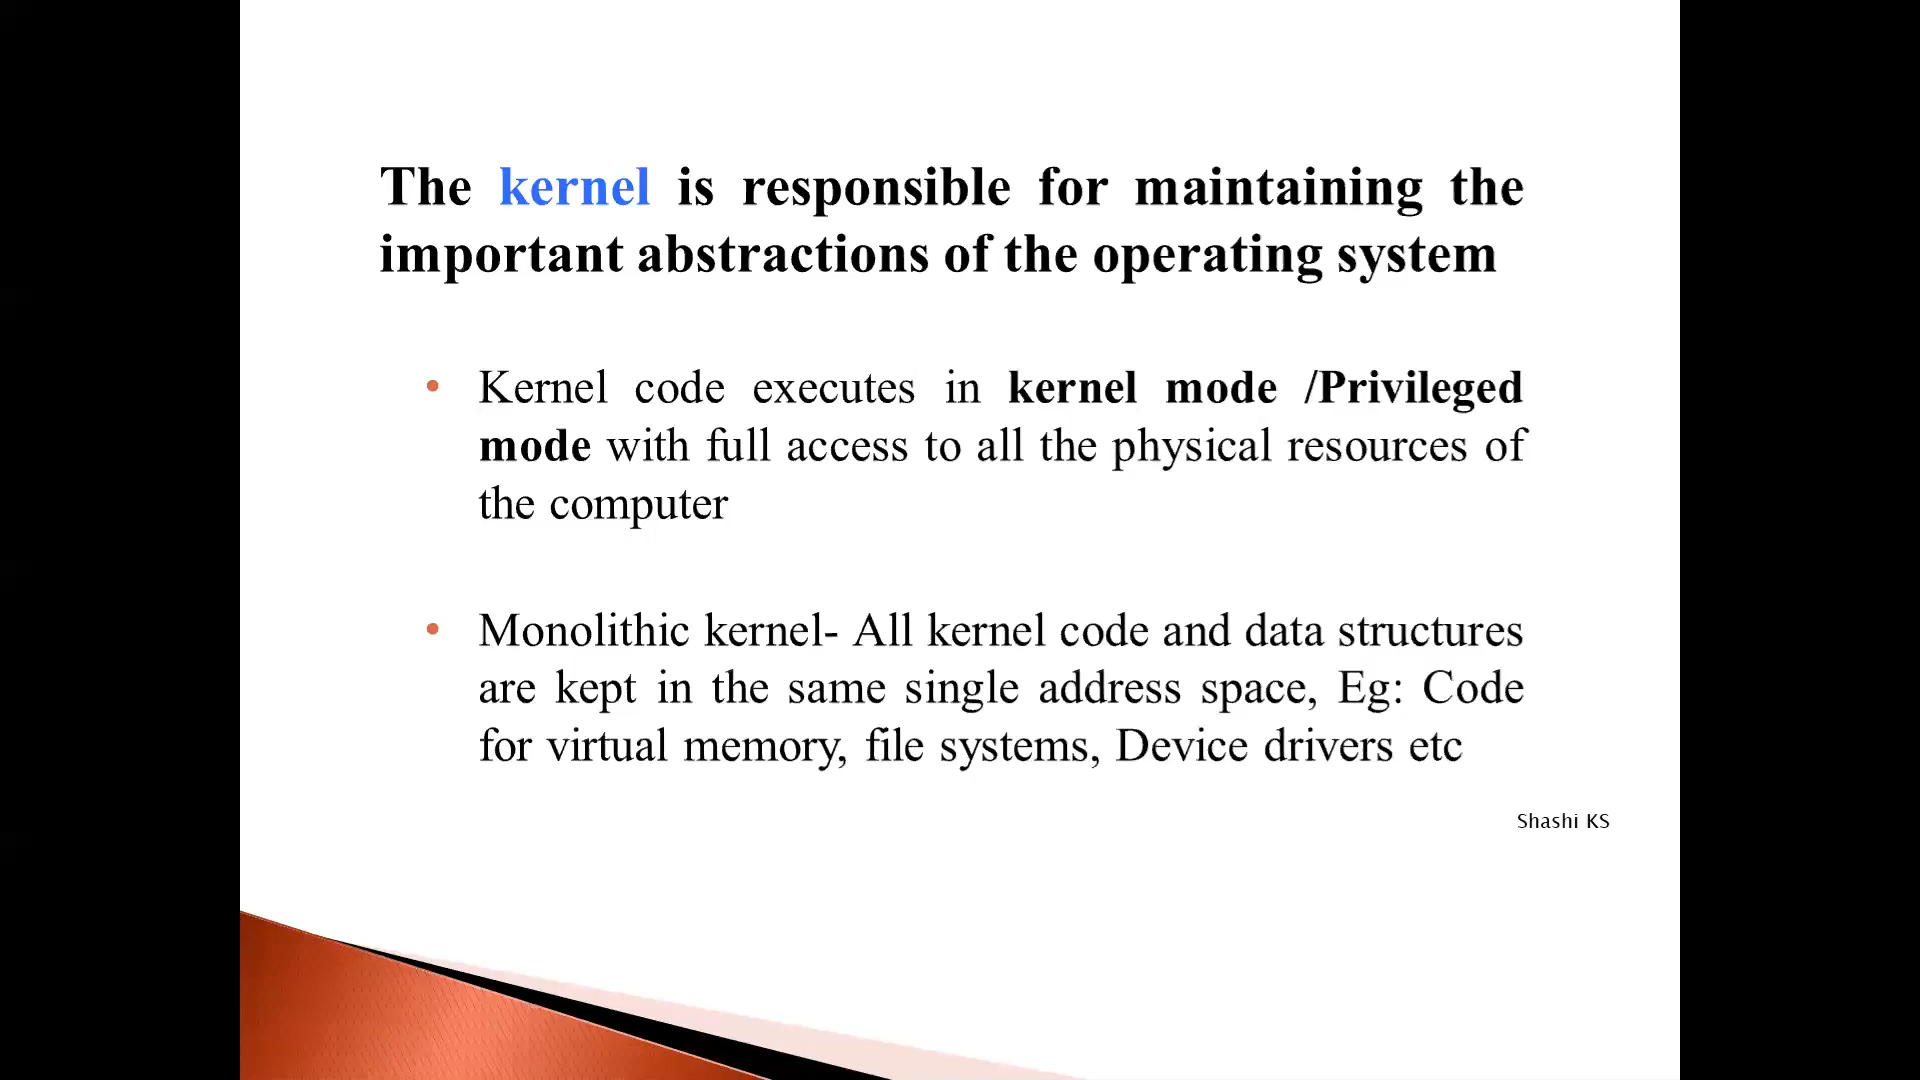 The kernel is responsible for maintaining the
important abstractions of the operating system
• Kernel code executes in kernel mode /Privileged
mode with full access to all the physical resources of
the computer
• Monolithic kernel- All kernel code and data structures
are kept in the same single address space, Eg: Code
for virtual memory, file systems, Device drivers etc
Shashi KS